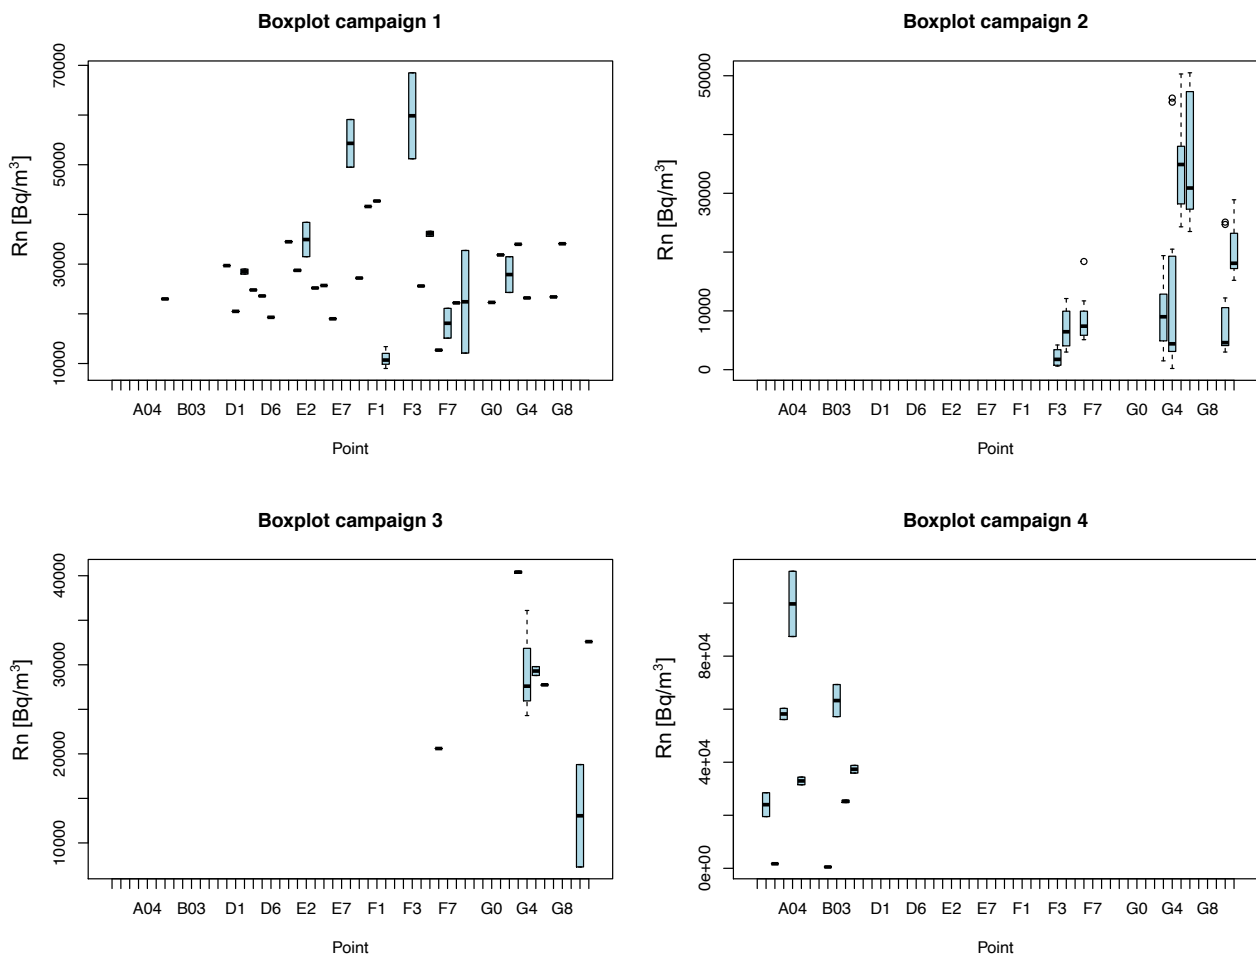 Boxplot campaign 1
Rn [Bq/m³]
70000
50000
30000
10000
A04 B03 D1 D6 E2 E7 F1 F3 F7 G0 G4 G8
Point
Boxplot campaign 2
Rn [Bq/m³]
50000
30000
10000
0
A04 B03 D1 D6 E2 E7 F1 F3 F7 G0 G4 G8
Point
Boxplot campaign 3
Rn [Bq/m³]
40000
30000
20000
10000
A04 B03 D1 D6 E2 E7 F1 F3 F7 G0 G4 G8
Point
Boxplot campaign 4
Rn [Bq/m³]
8e+04
4e+04
0e+00
A04 B03 D1 D6 E2 E7 F1 F3 F7 G0 G4 G8
Point